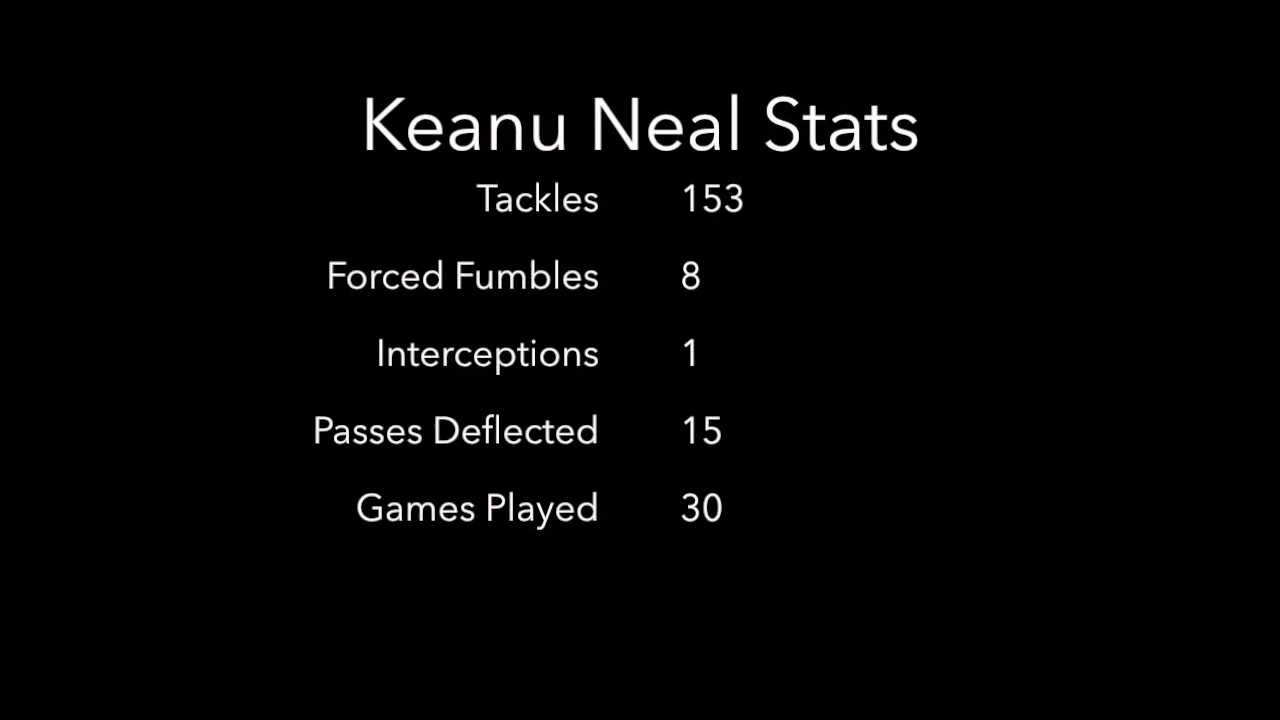 Keanu Neal Stats
Tackles 153
Forced Fumbles 8
Interceptions 1
Passes Deflected 15
Games Played 30